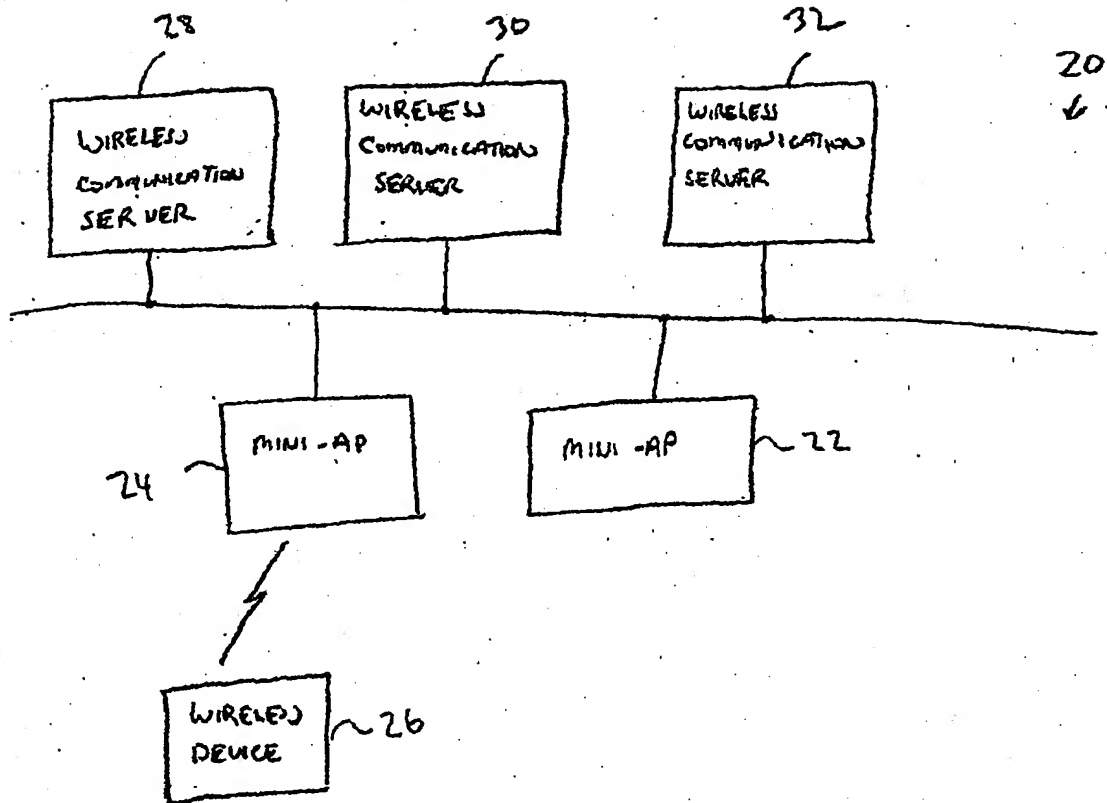 28
30
32
20
WIRELESS
COMMUNICATION
SERVER
WIRELESS
COMMUNICATION
SERVER
WIRELESS
COMMUNICATION
SERVER
MINI-AP
24
MINI-AP
22
WIRELESS
DEVICE
26